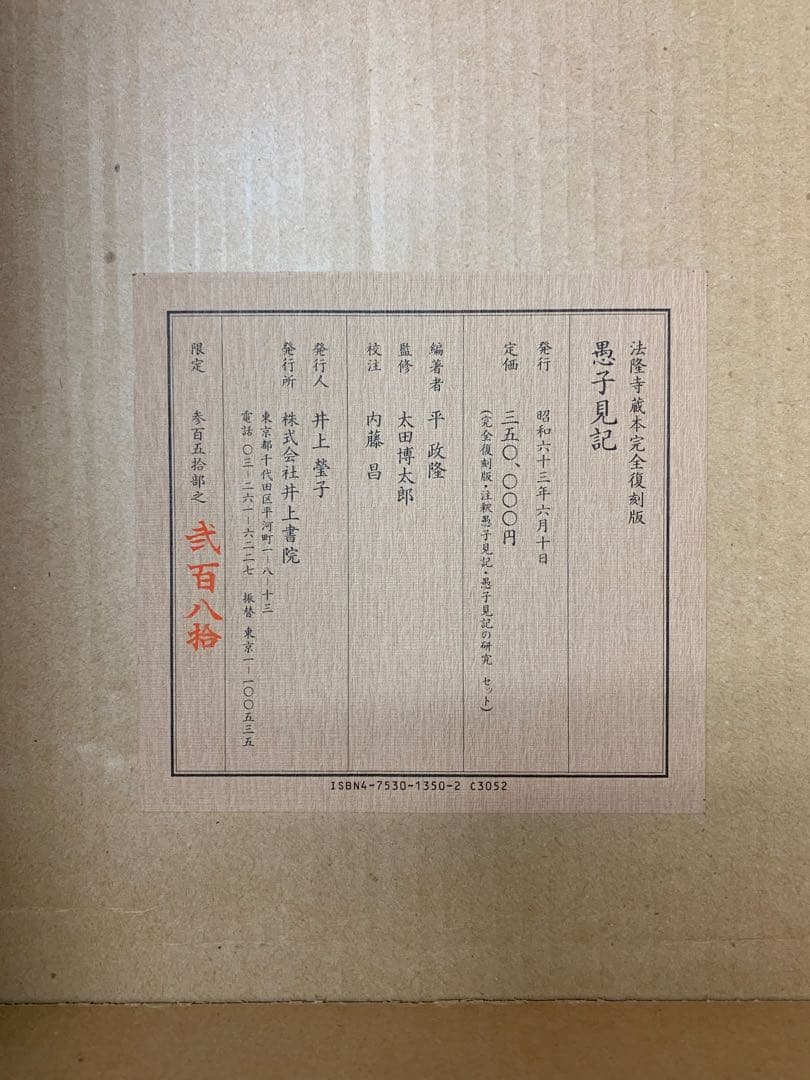 法隆寺蔵本完全復刻版
愚子見記
発行　昭和六十三年六月十日
定価　三五〇、〇〇〇円
(完全復刻版・注釈愚子見記・愚子見記の研究　セット)
編著者　平　政隆
監修　太田博太郎
校注　内藤　昌
発行人　井上瑩子
発行所　株式会社井上書院
東京都千代田区平河町一−八−十三
電話　〇三−二六一−六二二七　振替　東京一−一〇〇五三五
限定　参百五拾部之　弐百八拾
ISBN4-7530-1350-2 C3052